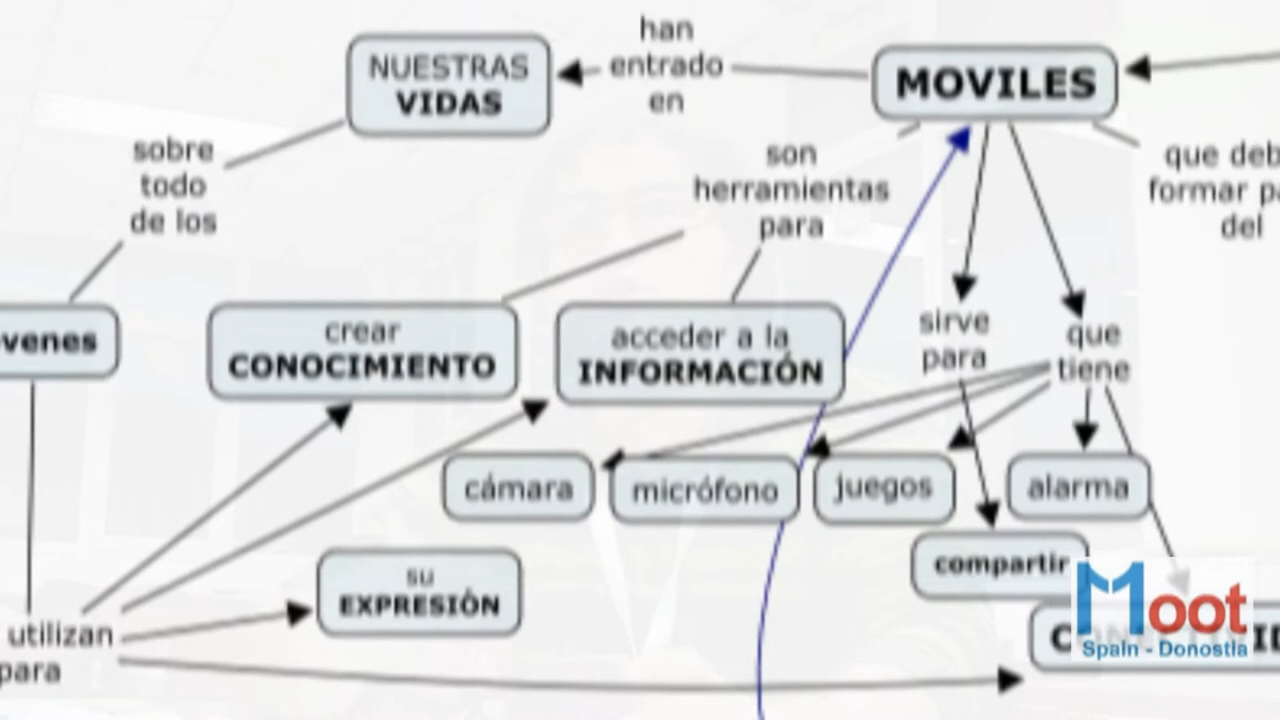 han
entrado
en
NUESTRAS
VIDAS
MOVILES
sobre
todo
de los
son
herramientas
para
que deb
formar pa
del
venes
crear
CONOCIMIENTO
acceder a la
INFORMACIÓN
sirve
para
que
tiene
cámara
micrófono
juegos
alarma
compartir
su
EXPRESIÓN
utilizan
para
Moot
Spain - Donostia